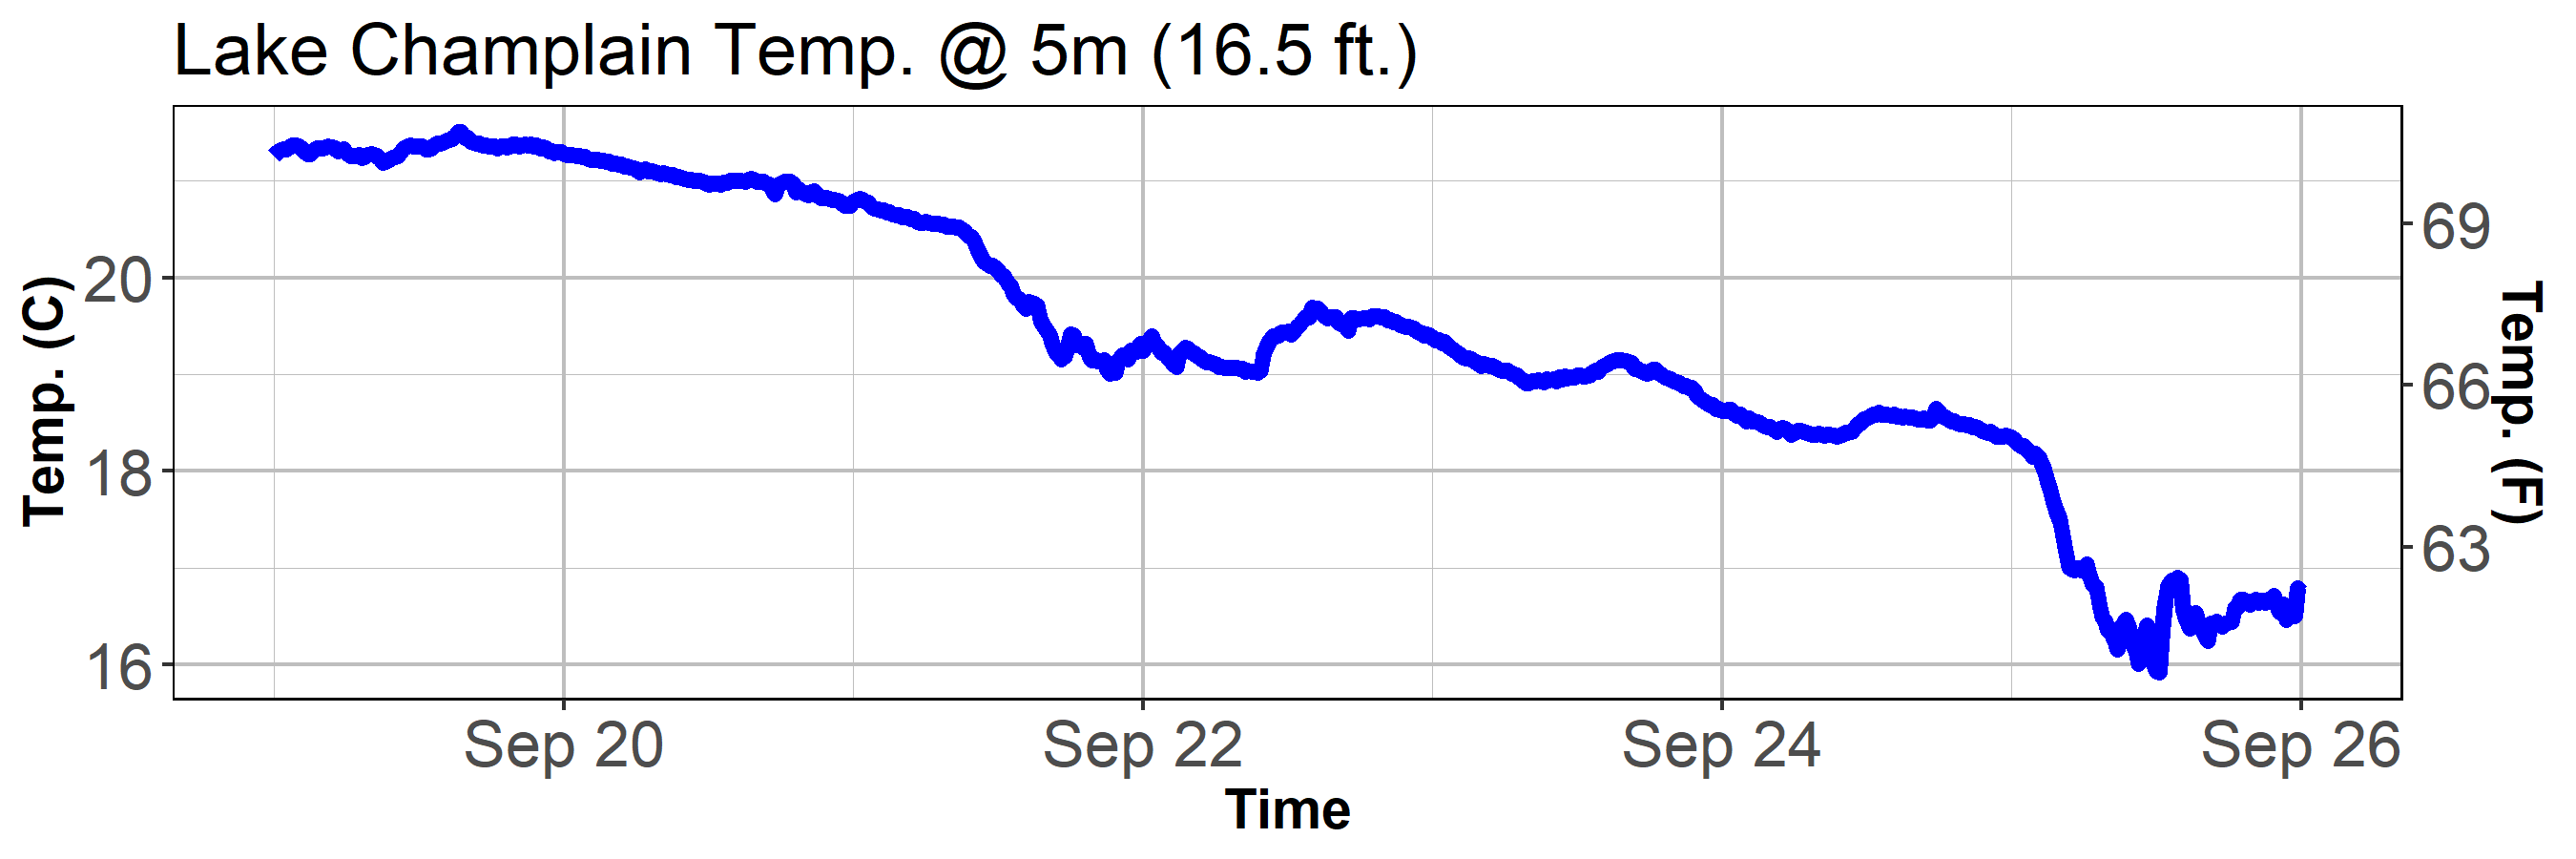 Lake Champlain Temp. @ 5m (16.5 ft.)
Temp. (C)
20
18
16
69
66
63
Temp. (F)
Sep 20
Sep 22
Sep 24
Sep 26
Time